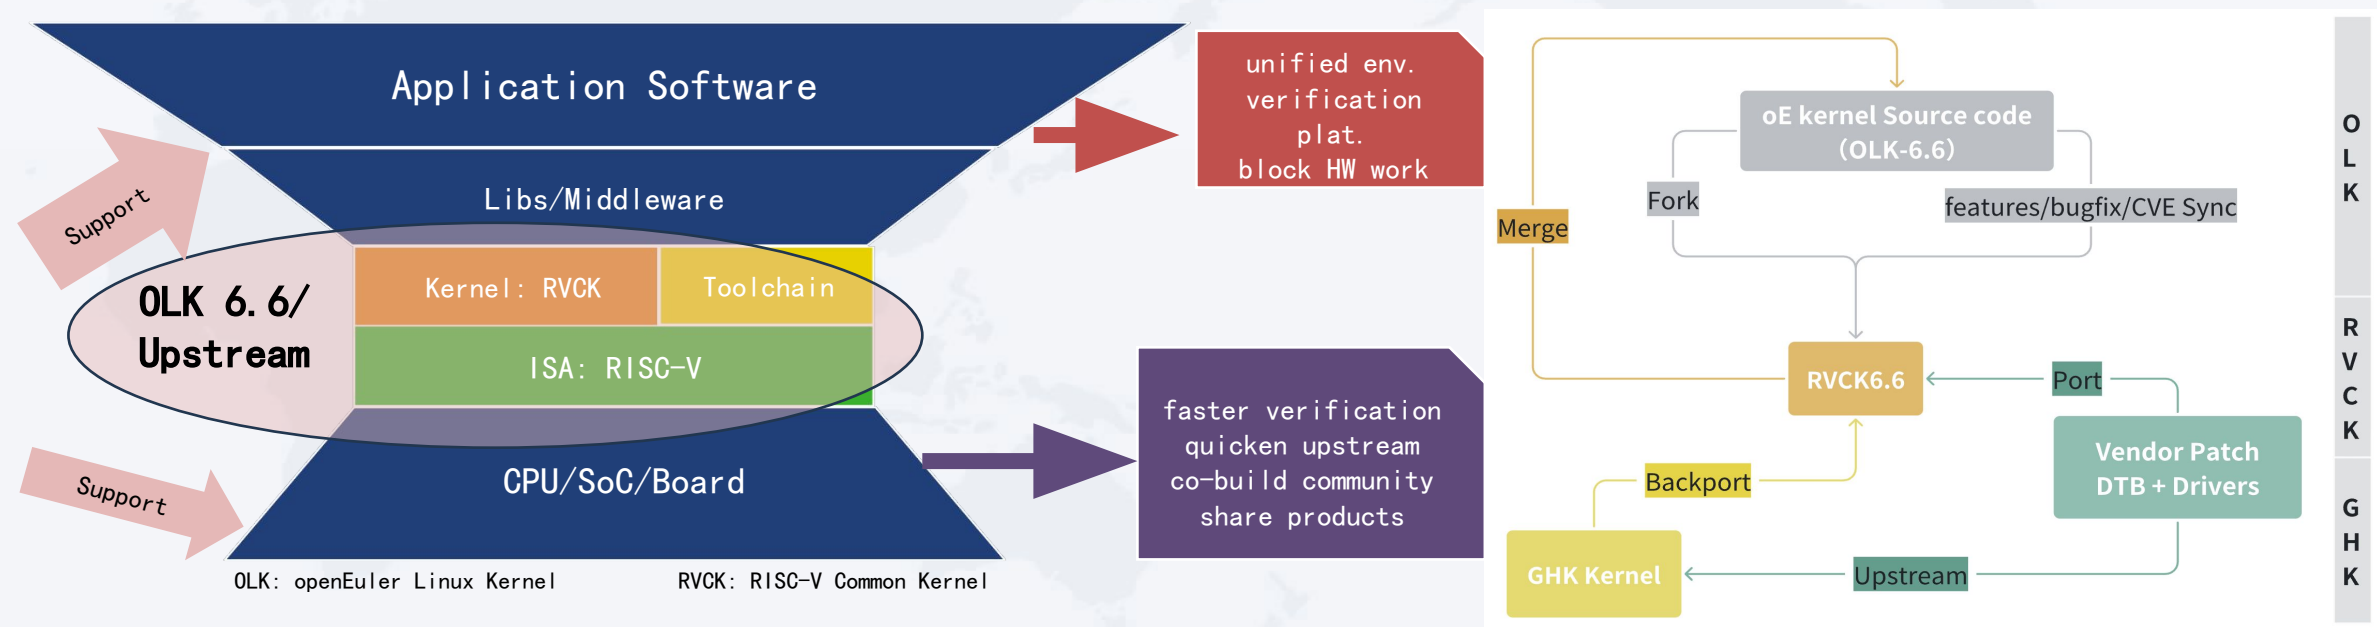 Application Software
Libs/Middleware
Support
OLK 6.6/
Upstream
Kernel: RVCK
Toolchain
ISA: RISC-V
CPU/SoC/Board
Support
OLK: openEuler Linux Kernel
RVCK: RISC-V Common Kernel
unified env.
verification
plat.
block HW work
faster verification
quicken upstream
co-build community
share products
oE kernel Source code
(OLK-6.6)
Fork
features/bugfix/CVE Sync
Merge
RVCK6.6
Port
Vendor Patch
DTB + Drivers
Backport
GHK Kernel
Upstream
O
L
K
R
V
C
K
G
H
K